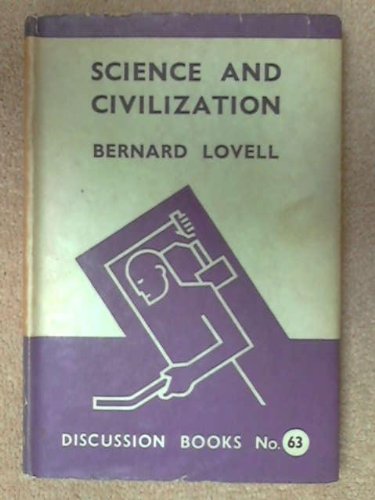 SCIENCE AND
CIVILIZATION
BERNARD LOVELL
DISCUSSION BOOKS No. 63